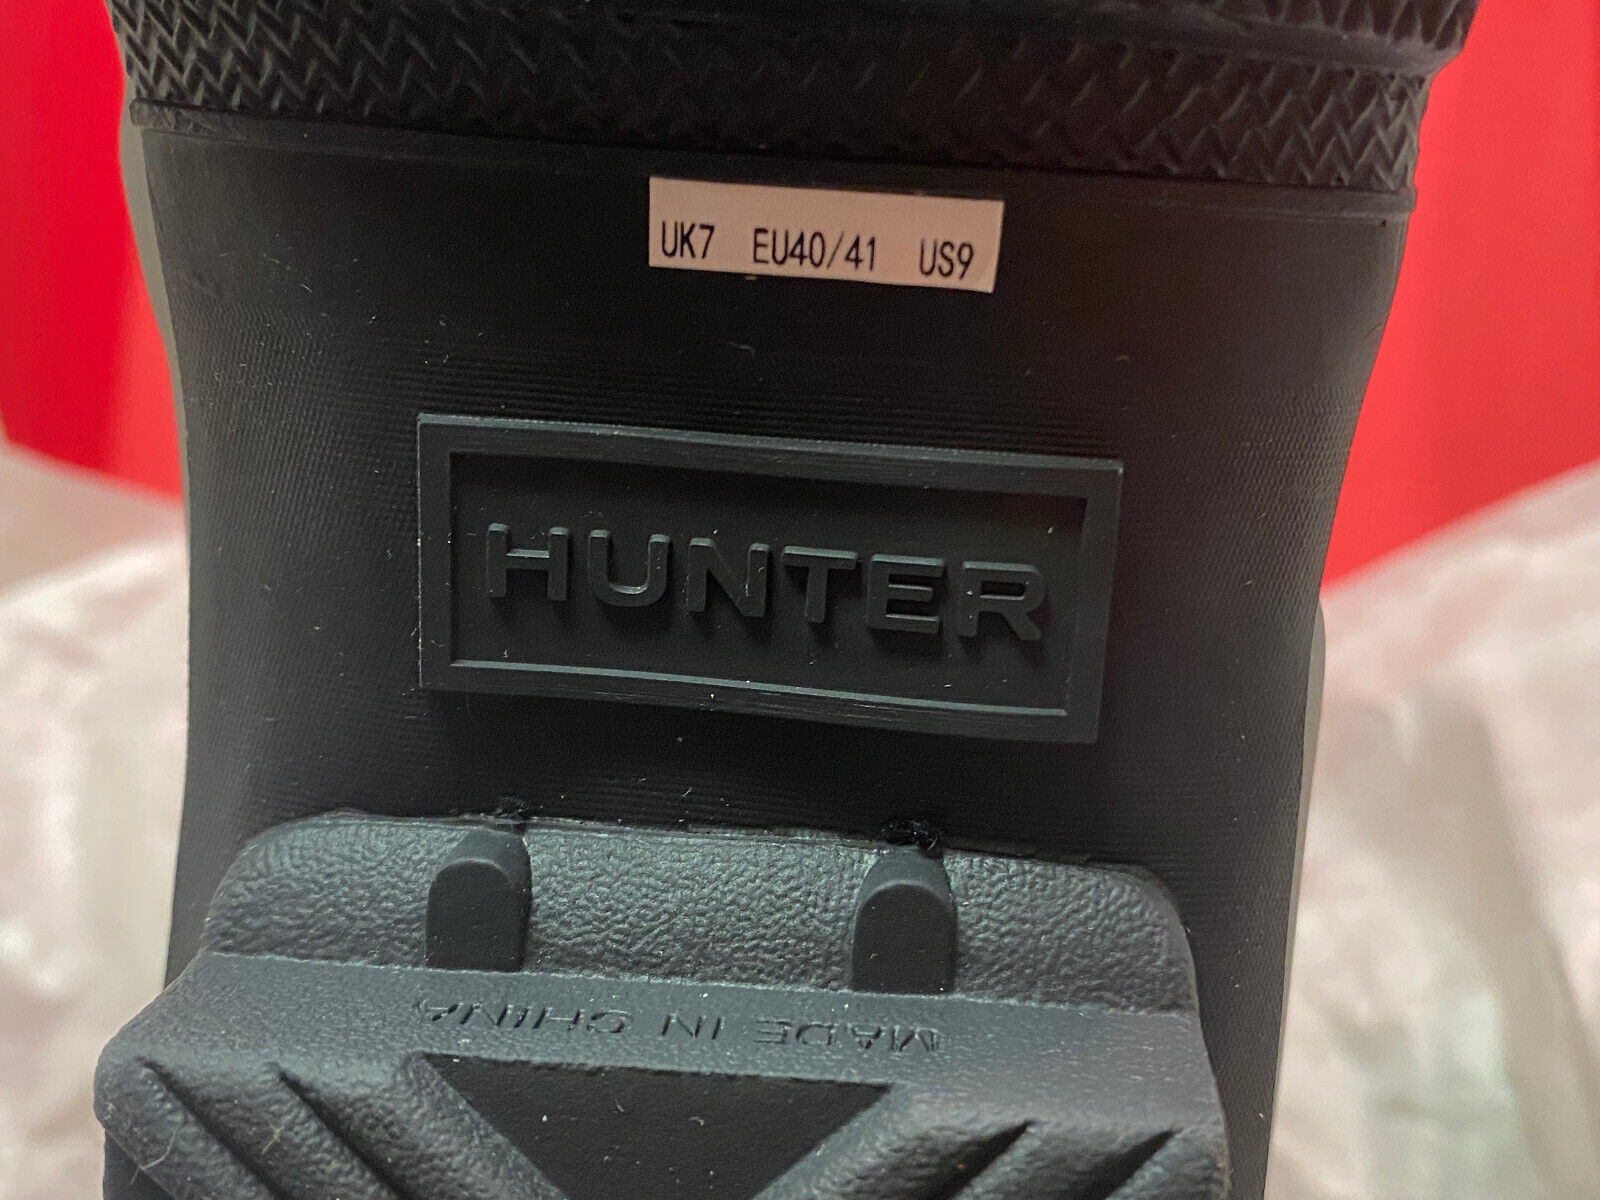 UK7 EU40/41 US9
HUNTER
MADE IN CHINA